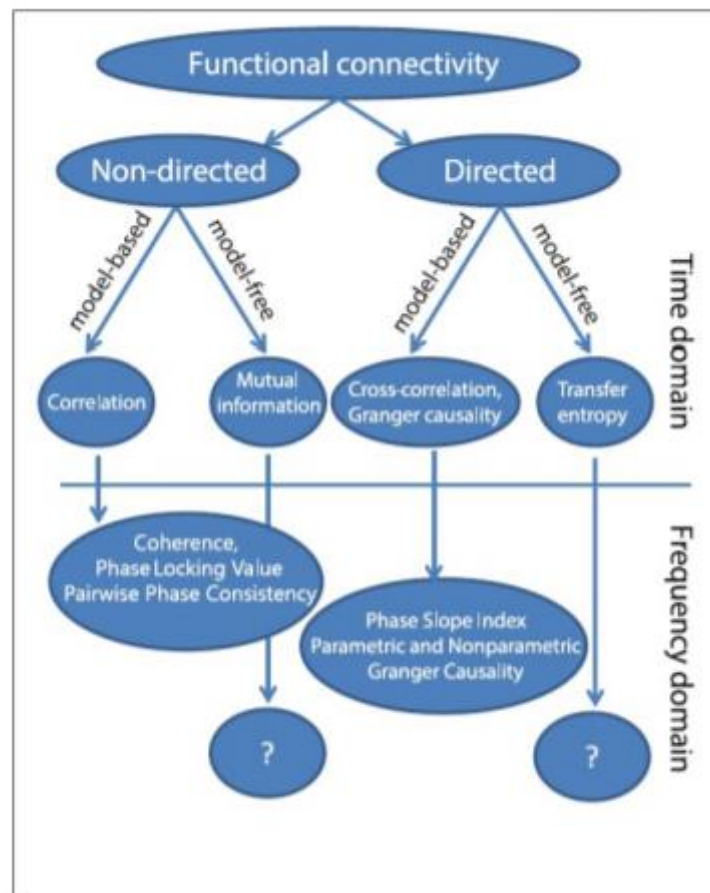 Functional connectivity
Non-directed
Directed
model-based
model-free
model-based
model-free
Time domain
Correlation
Mutual
information
Cross-correlation,
Granger causality
Transfer
entropy
Frequency domain
Coherence,
Phase Locking Value
Pairwise Phase Consistency
Phase Slope Index
Parametric and Nonparametric
Granger Causality
?
?